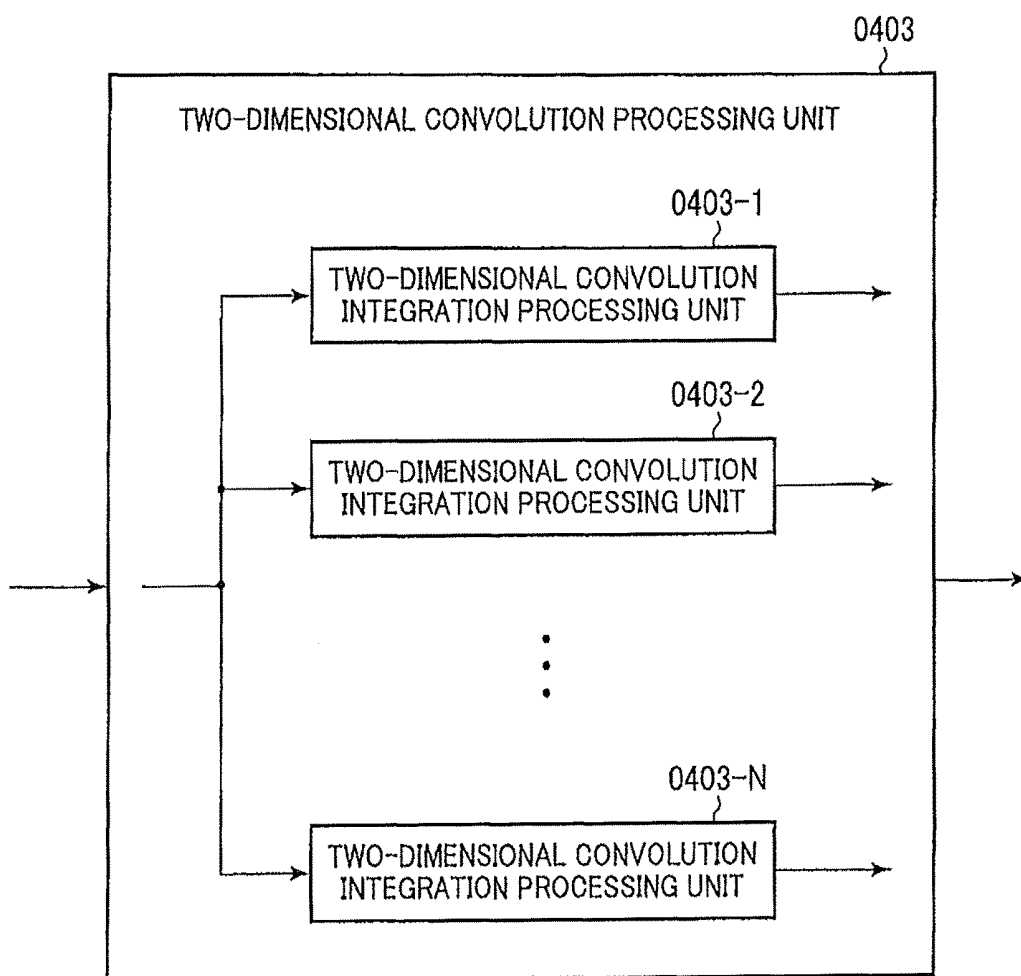 0403
TWO-DIMENSIONAL CONVOLUTION PROCESSING UNIT
0403-1
TWO-DIMENSIONAL CONVOLUTION
INTEGRATION PROCESSING UNIT
0403-2
TWO-DIMENSIONAL CONVOLUTION
INTEGRATION PROCESSING UNIT
0403-N
TWO-DIMENSIONAL CONVOLUTION
INTEGRATION PROCESSING UNIT